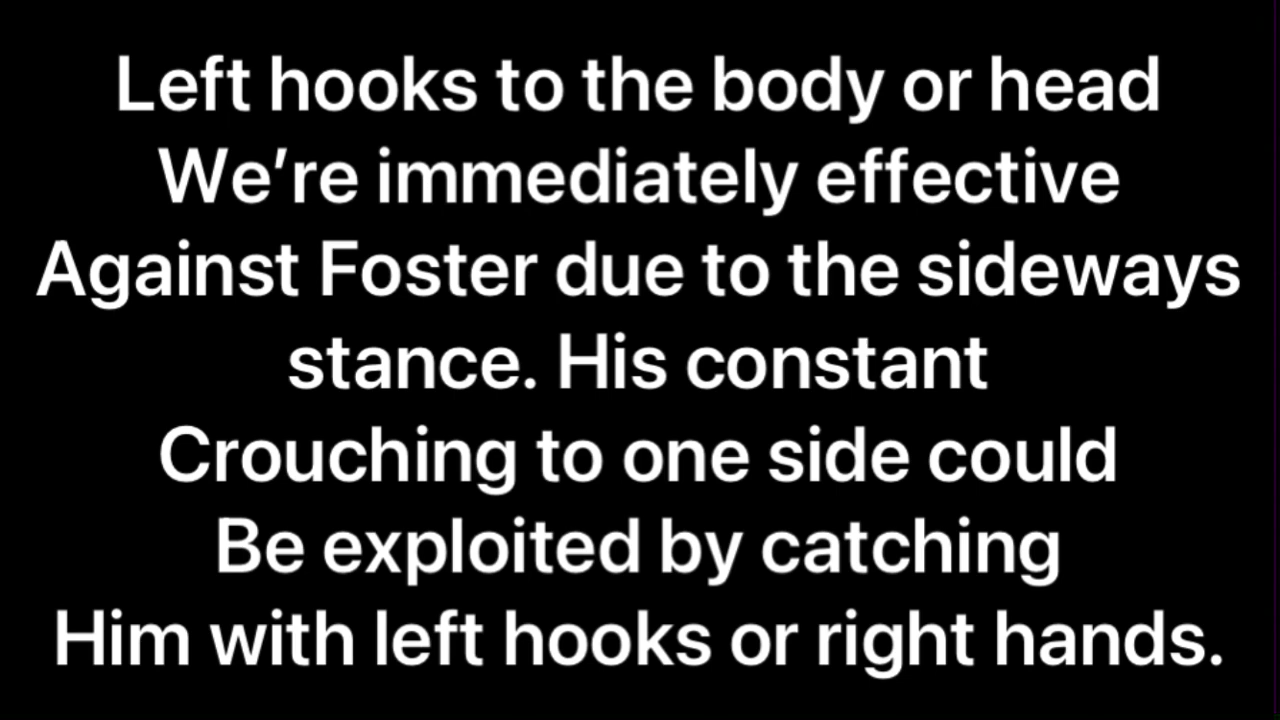 Left hooks to the body or head
We’re immediately effective
Against Foster due to the sideways
stance. His constant
Crouching to one side could
Be exploited by catching
Him with left hooks or right hands.